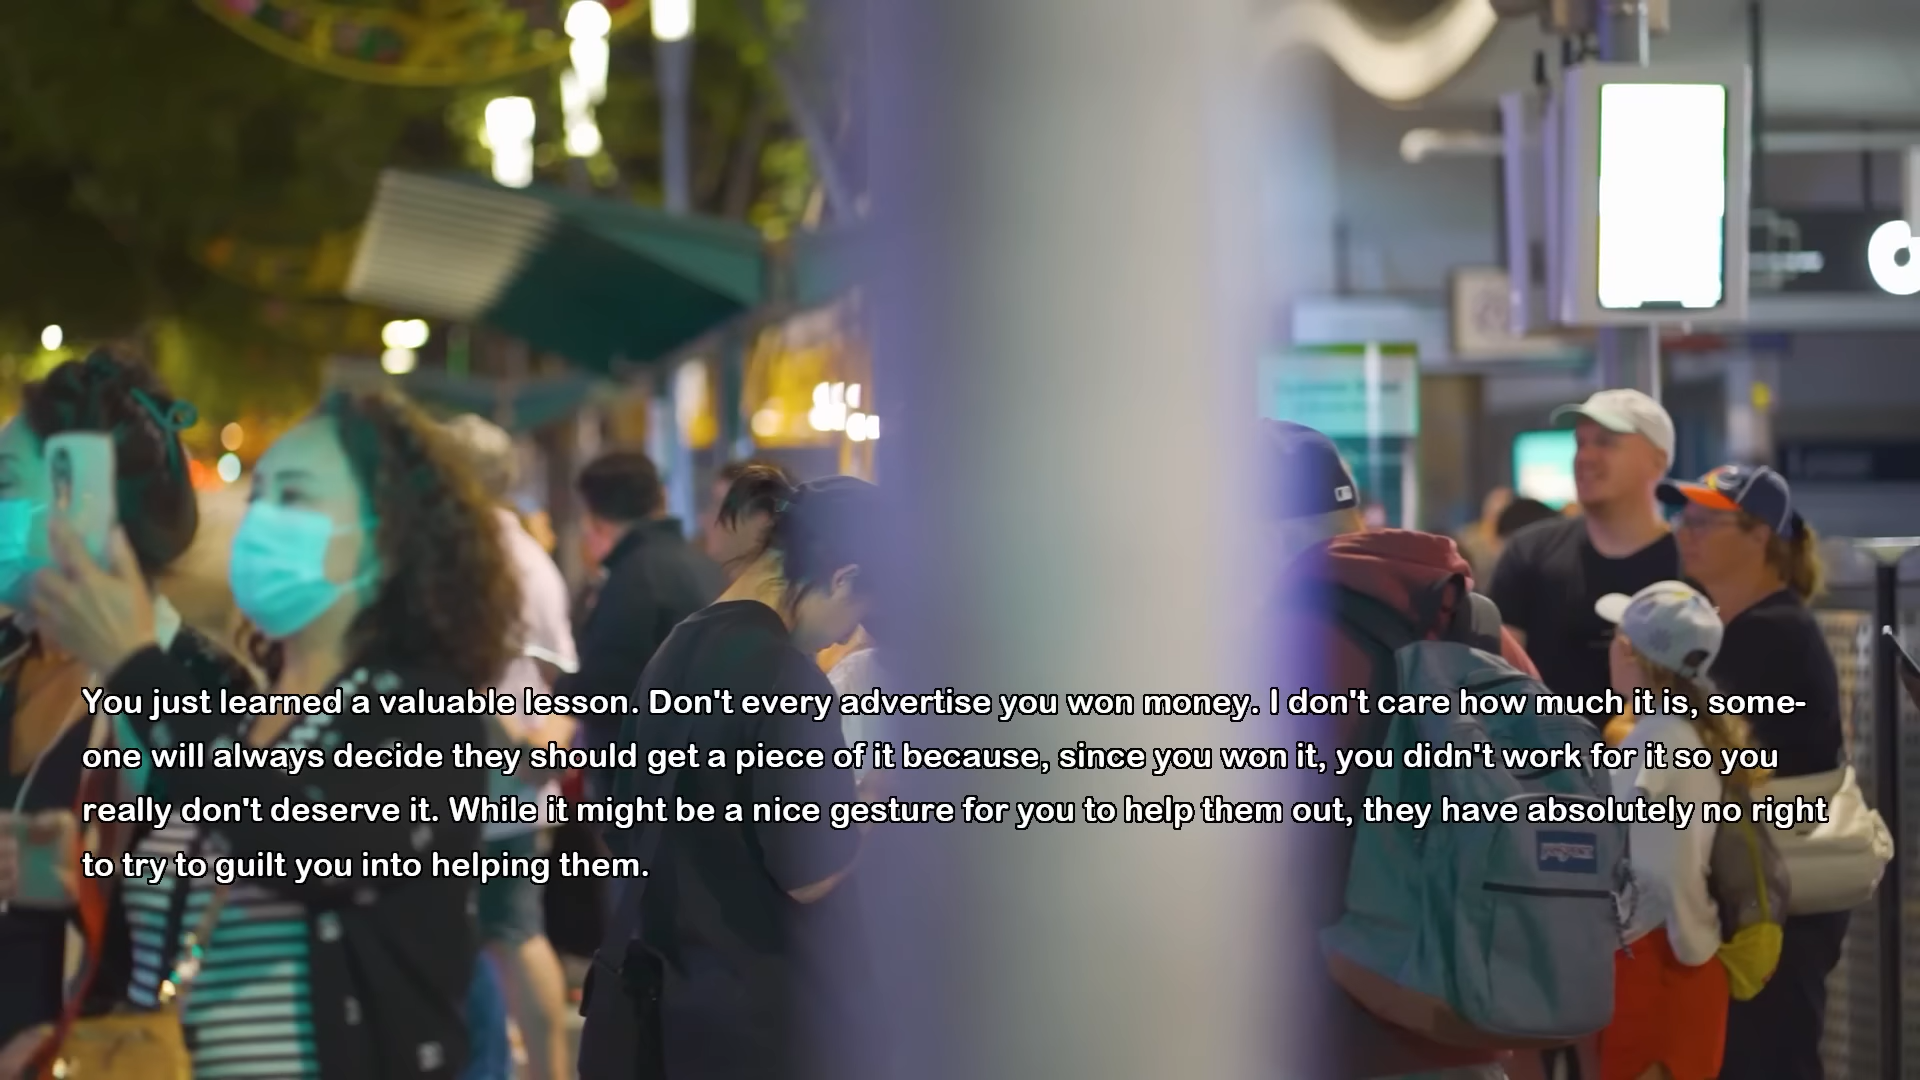 You just learned a valuable lesson. Don't every advertise you won money. I don't care how much it is, some-
one will always decide they should get a piece of it because, since you won it, you didn't work for it so you
really don't deserve it. While it might be a nice gesture for you to help them out, they have absolutely no right
to try to guilt you into helping them.
JANSPORT